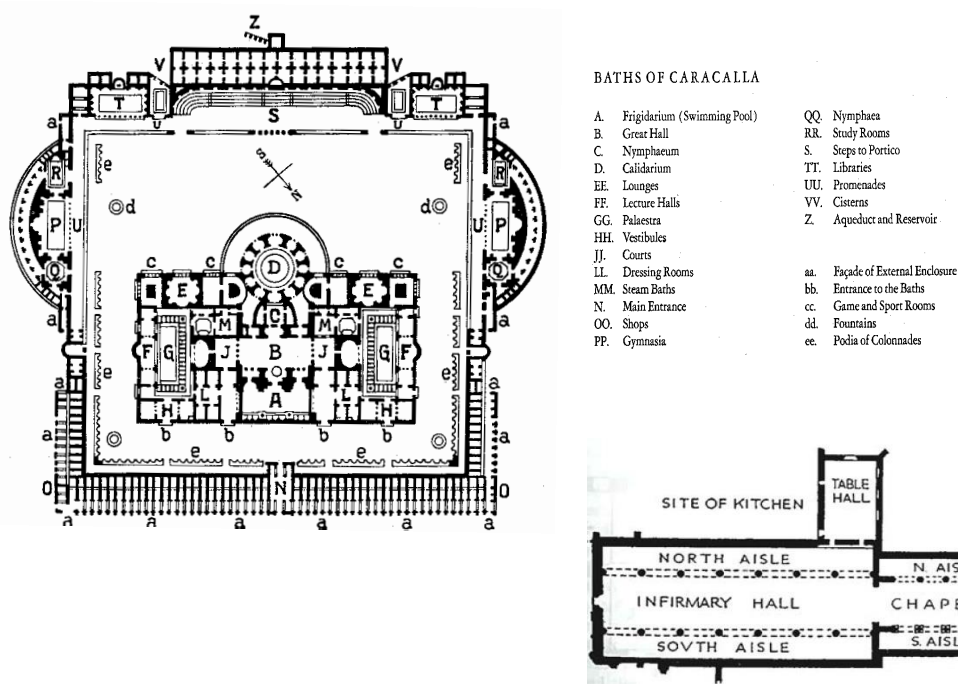 Z
V
V
T
T
U
S
U
a
a
e
e
S
R
R
N
d
d
P
U
U
P
D
Q
c
c
c
c
Q
E
E
a
C
a
M
M
F
G
J
B
J
G
F
e
e
a
L
A
L
a
H
H
a
b
b
b
b
a
e
e
O
N
O
a
a
a
a
a
a
BATHS OF CARACALLA
A. Frigidarium (Swimming Pool)
B. Great Hall
C. Nymphaeum
D. Calidarium
EE. Lounges
FF. Lecture Halls
GG. Palaestra
HH. Vestibules
JJ. Courts
LL. Dressing Rooms
MM. Steam Baths
N. Main Entrance
OO. Shops
PP. Gymnasia
QQ. Nymphaea
RR. Study Rooms
S. Steps to Portico
TT. Libraries
UU. Promenades
VV. Cisterns
Z. Aqueduct and Reservoir
aa. Façade of External Enclosure
bb. Entrance to the Baths
cc. Game and Sport Rooms
dd. Fountains
ee. Podia of Colonnades
TABLE
HALL
SITE OF KITCHEN
NORTH AISLE
N. AIS
INFIRMARY HALL
CHAPE
SOVTH AISLE
S. AISL